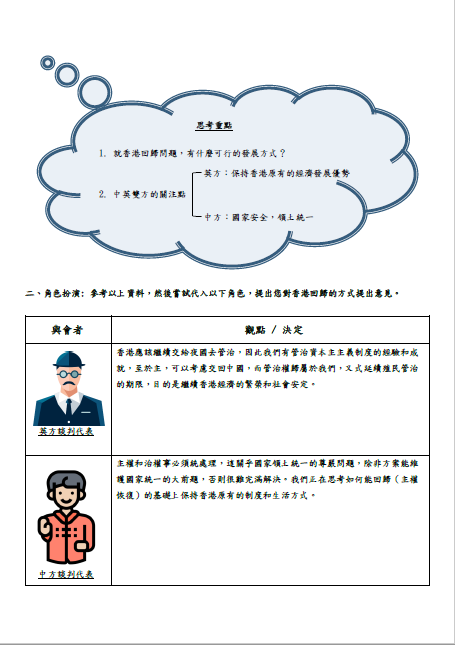 思考重點
1. 就香港回歸問題，有什麼可行的發展方式？
英方：保持香港原有的經濟發展優勢
2. 中英雙方的關注點
中方：國家安全，領土統一
二、角色扮演: 參考以上資料，然後嘗試代入以下角色，提出您對香港回歸的方式提出意見。
與會者
觀點 / 決定
香港應該繼續交給我國去管治，因此我們有管治資本主主義制度的經驗和成
就，至於主，可以考慮交回中國，而管治權歸屬於我們，又式延續殖民管治
的期限，目的是繼續香港經濟的繁榮和社會安定。
英方談判代表
主權和治權事必須統處理，這關乎國家領土統一的尊嚴問題，除非方案能維
護國家統一的大前題，否則很難完滿解決。我們正在思考如何能回歸（主權
恢復）的基礎上保持香港原有的制度和生活方式。
中方談判代表